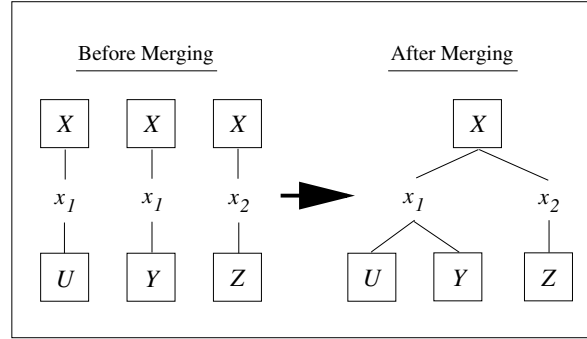 Before Merging After Merging
X X X X
x1 x1 x2 x1 x2
U Y Z U Y Z